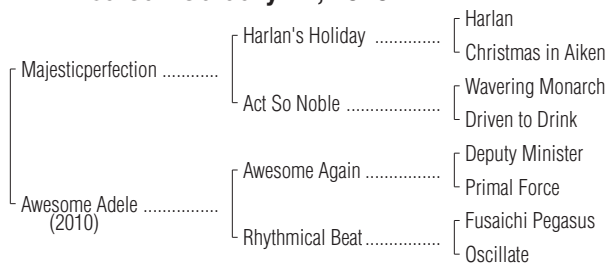 Harlan
Harlan's Holiday ..............
Christmas in Aiken
Majesticperfection ............
Wavering Monarch
Act So Noble .....................
Driven to Drink
Deputy Minister
Awesome Again .................
Primal Force
Awesome Adele ................
(2010)
Fusaichi Pegasus
Rhythmical Beat.................
Oscillate